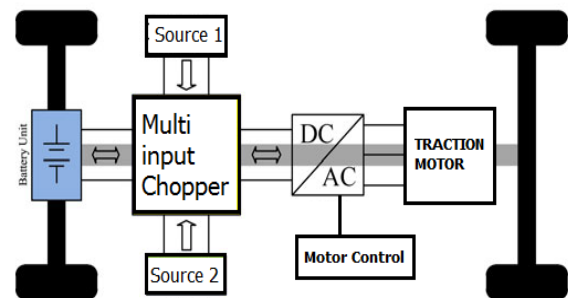 Source 1
Battery Unit
Multi
input
Chopper
DC
AC
TRACTION
MOTOR
Source 2
Motor Control